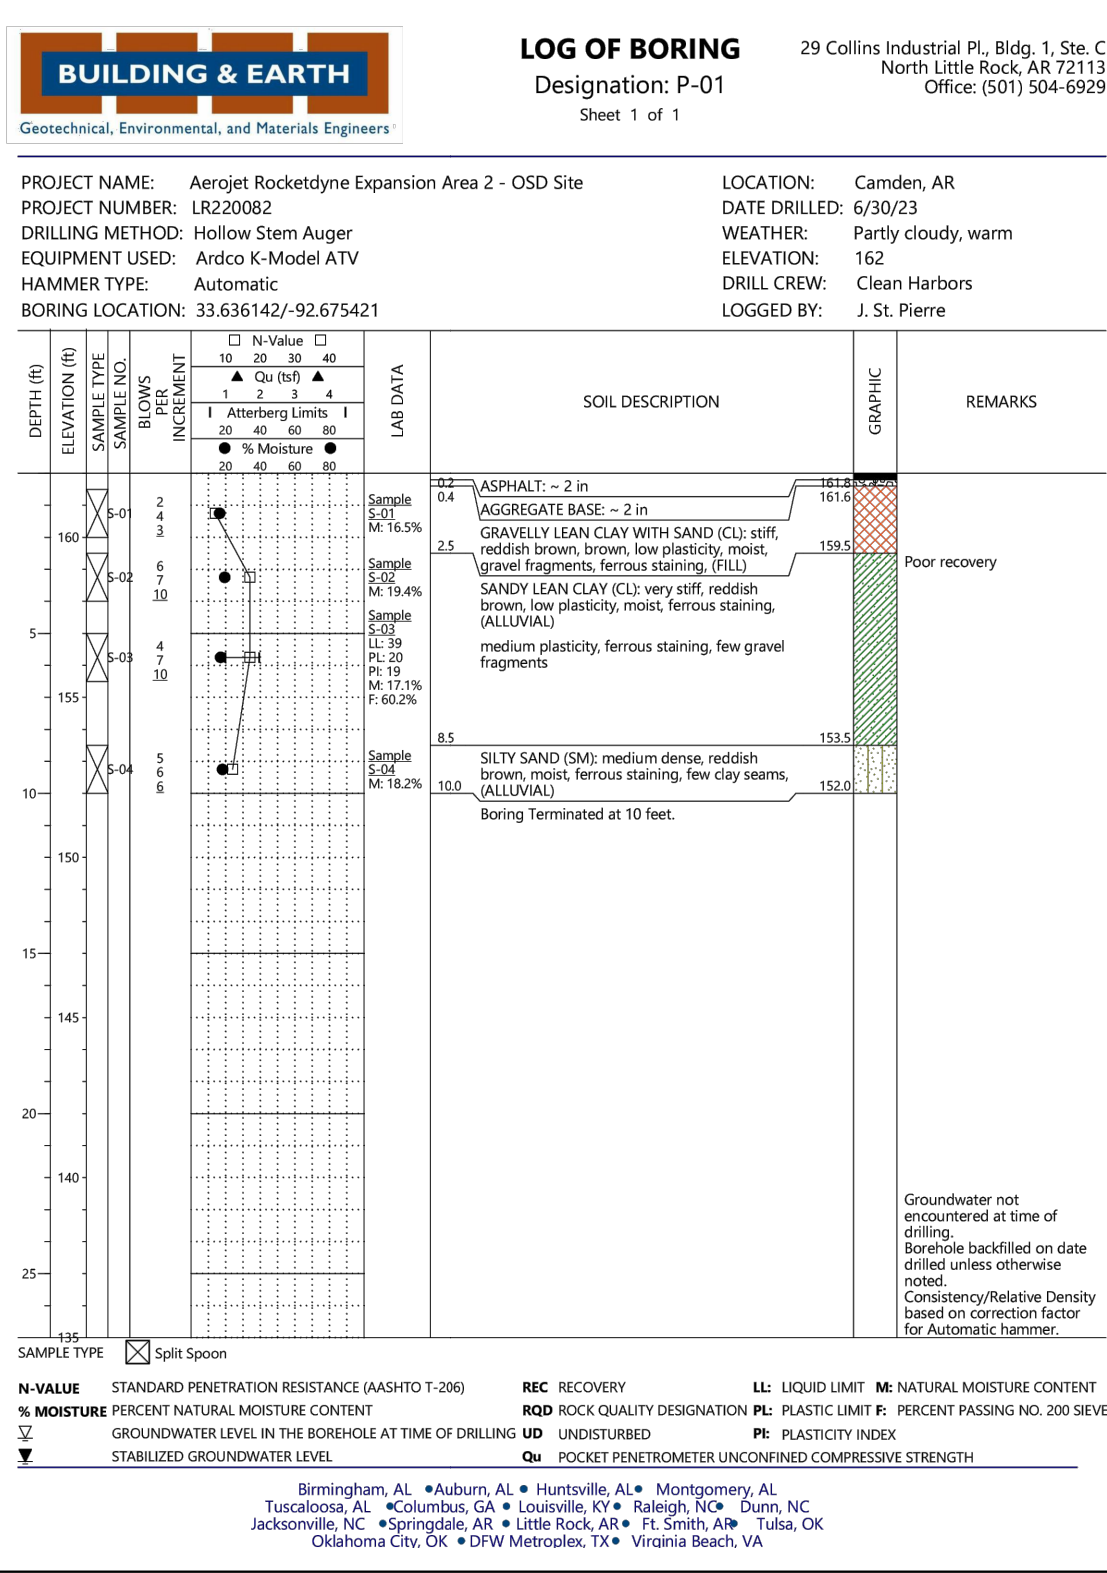 BUILDING & EARTH
Geotechnical, Environmental, and Materials Engineers
LOG OF BORING
Designation: P-01
Sheet 1 of 1
29 Collins Industrial Pl., Bldg. 1, Ste. C
North Little Rock, AR 72113
Office: (501) 504-6929
PROJECT NAME: Aerojet Rocketdyne Expansion Area 2 - OSD Site
PROJECT NUMBER: LR220082
DRILLING METHOD: Hollow Stem Auger
EQUIPMENT USED: Ardco K-Model ATV
HAMMER TYPE: Automatic
BORING LOCATION: 33.636142/-92.675421
LOCATION: Camden, AR
DATE DRILLED: 6/30/23
WEATHER: Partly cloudy, warm
ELEVATION: 162
DRILL CREW: Clean Harbors
LOGGED BY: J. St. Pierre
DEPTH (ft)
ELEVATION (ft)
SAMPLE TYPE
SAMPLE NO.
BLOWS
PER
INCREMENT
N-Value
10 20 30 40
Qu (tsf)
1 2 3 4
Atterberg Limits
20 40 60 80
% Moisture
20 40 60 80
LAB DATA
SOIL DESCRIPTION
GRAPHIC
REMARKS
S-01
2
4
3
Sample
S-01
M: 16.5%
160
S-02
6
7
10
Sample
S-02
M: 19.4%
5
S-03
4
7
10
Sample
S-03
LL: 39
PL: 20
PI: 19
M: 17.1%
F: 60.2%
155
S-04
5
6
6
Sample
S-04
M: 18.2%
10
150
15
145
20
140
25
135
0.2 ASPHALT: ~ 2 in 161.8
0.4 161.6
AGGREGATE BASE: ~ 2 in
GRAVELLY LEAN CLAY WITH SAND (CL): stiff,
2.5 reddish brown, brown, low plasticity, moist, 159.5
gravel fragments, ferrous staining, (FILL)
SANDY LEAN CLAY (CL): very stiff, reddish
brown, low plasticity, moist, ferrous staining,
(ALLUVIAL)
medium plasticity, ferrous staining, few gravel
fragments
8.5 153.5
SILTY SAND (SM): medium dense, reddish
brown, moist, ferrous staining, few clay seams,
10.0 (ALLUVIAL) 152.0
Boring Terminated at 10 feet.
Poor recovery
Groundwater not
encountered at time of
drilling.
Borehole backfilled on date
drilled unless otherwise
noted.
Consistency/Relative Density
based on correction factor
for Automatic hammer.
SAMPLE TYPE Split Spoon
N-VALUE STANDARD PENETRATION RESISTANCE (AASHTO T-206)
% MOISTURE PERCENT NATURAL MOISTURE CONTENT
GROUNDWATER LEVEL IN THE BOREHOLE AT TIME OF DRILLING
STABILIZED GROUNDWATER LEVEL
REC RECOVERY
RQD ROCK QUALITY DESIGNATION
UD UNDISTURBED
Qu POCKET PENETROMETER UNCONFINED COMPRESSIVE STRENGTH
LL: LIQUID LIMIT M: NATURAL MOISTURE CONTENT
PL: PLASTIC LIMIT F: PERCENT PASSING NO. 200 SIEVE
PI: PLASTICITY INDEX
Birmingham, AL • Auburn, AL • Huntsville, AL • Montgomery, AL
Tuscaloosa, AL • Columbus, GA • Louisville, KY • Raleigh, NC • Dunn, NC
Jacksonville, NC • Springdale, AR • Little Rock, AR • Ft. Smith, AR • Tulsa, OK
Oklahoma City, OK • DFW Metroplex, TX • Virginia Beach, VA